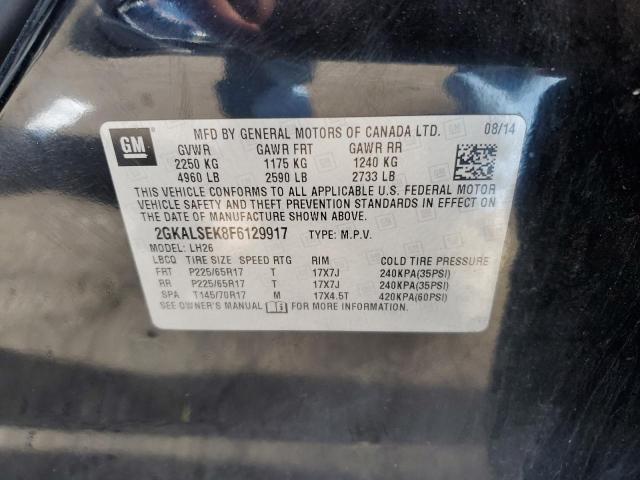 GM
MFD BY GENERAL MOTORS OF CANADA LTD. 08/14
GVWR GAWR FRT GAWR RR
2250 KG 1175 KG 1240 KG
4960 LB 2590 LB 2733 LB
THIS VEHICLE CONFORMS TO ALL APPLICABLE U.S. FEDERAL MOTOR
VEHICLE SAFETY AND THEFT PREVENTION STANDARDS IN EFFECT ON
THE DATE OF MANUFACTURE SHOWN ABOVE.
2GKALSEK8F6129917 TYPE: M.P.V.
MODEL: LH26
LBCQ TIRE SIZE SPEED RTG RIM COLD TIRE PRESSURE
FRT P225/65R17 T 17X7J 240KPA(35PSI)
RR P225/65R17 T 17X7J 240KPA(35PSI)
SPA T145/70R17 M 17X4.5T 420KPA(60PSI)
SEE OWNER'S MANUAL FOR MORE INFORMATION